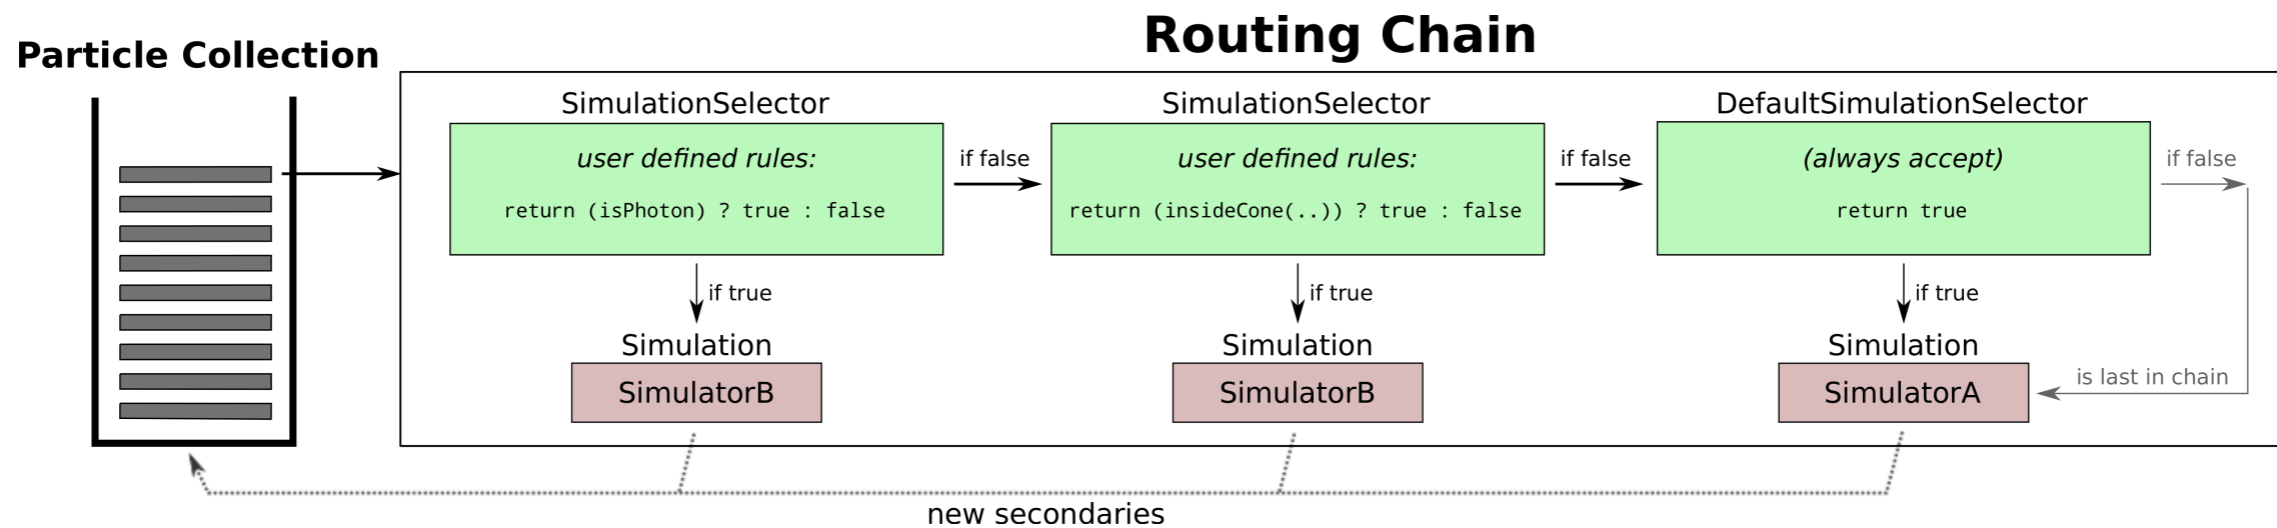 Routing Chain
Particle Collection
SimulationSelector
user defined rules:
return (isPhoton) ? true : false
if false
SimulationSelector
user defined rules:
return (insideCone(..)) ? true : false
if false
DefaultSimulationSelector
(always accept)
return true
if false
if true
if true
if true
Simulation
SimulatorB
Simulation
SimulatorB
Simulation
SimulatorA
is last in chain
new secondaries